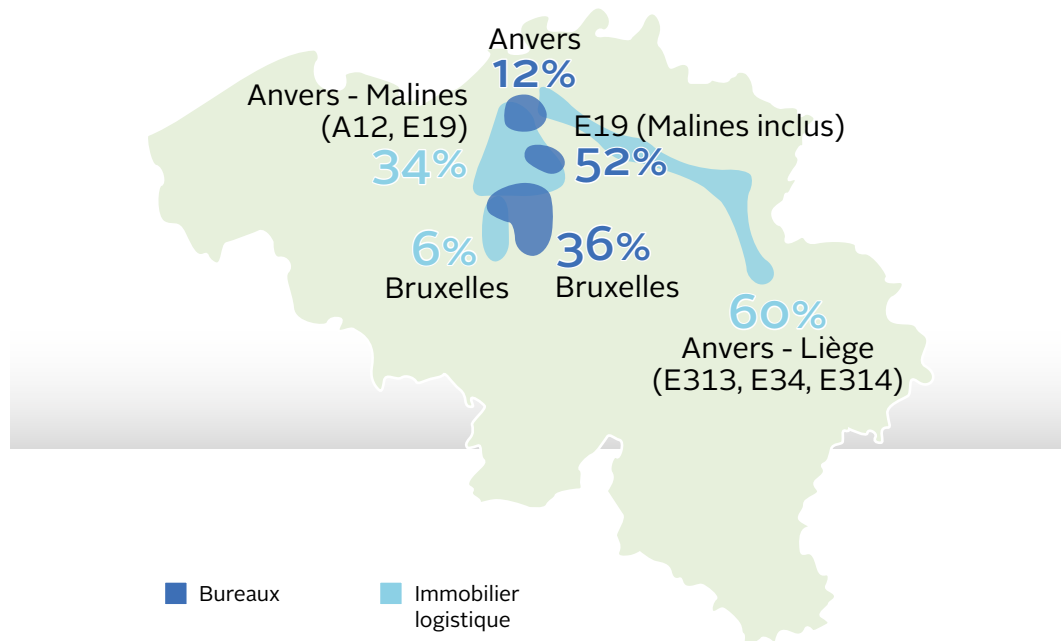 Anvers
12%
Anvers - Malines
(A12, E19)
34%
E19 (Malines inclus)
52%
6%
Bruxelles
36%
Bruxelles
60%
Anvers - Liège
(E313, E34, E314)
Bureaux
Immobilier
logistique